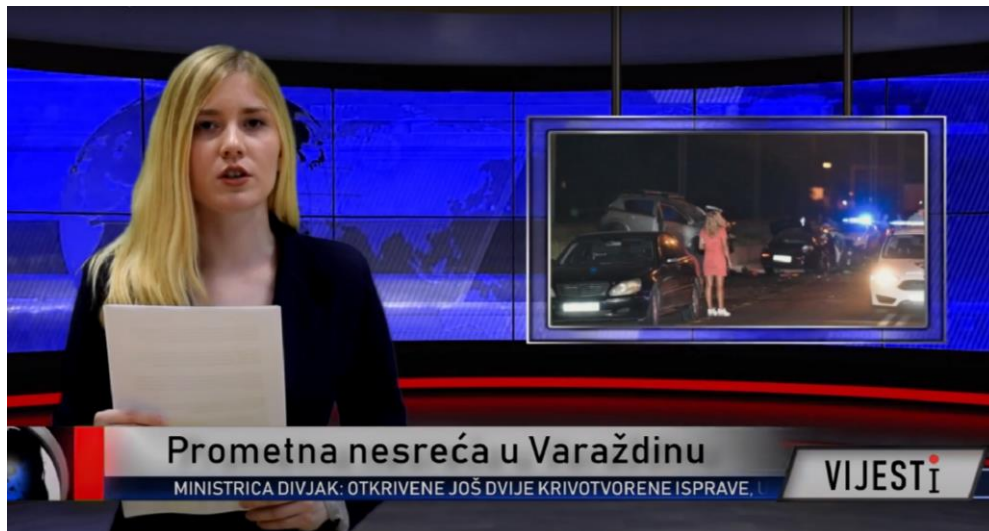 Prometna nesreća u Varaždinu
MINISTRICA DIVJAK: OTKRIVENE JOŠ DVIJE KRIVOTVORENE ISPRAVE,
VIJESTi